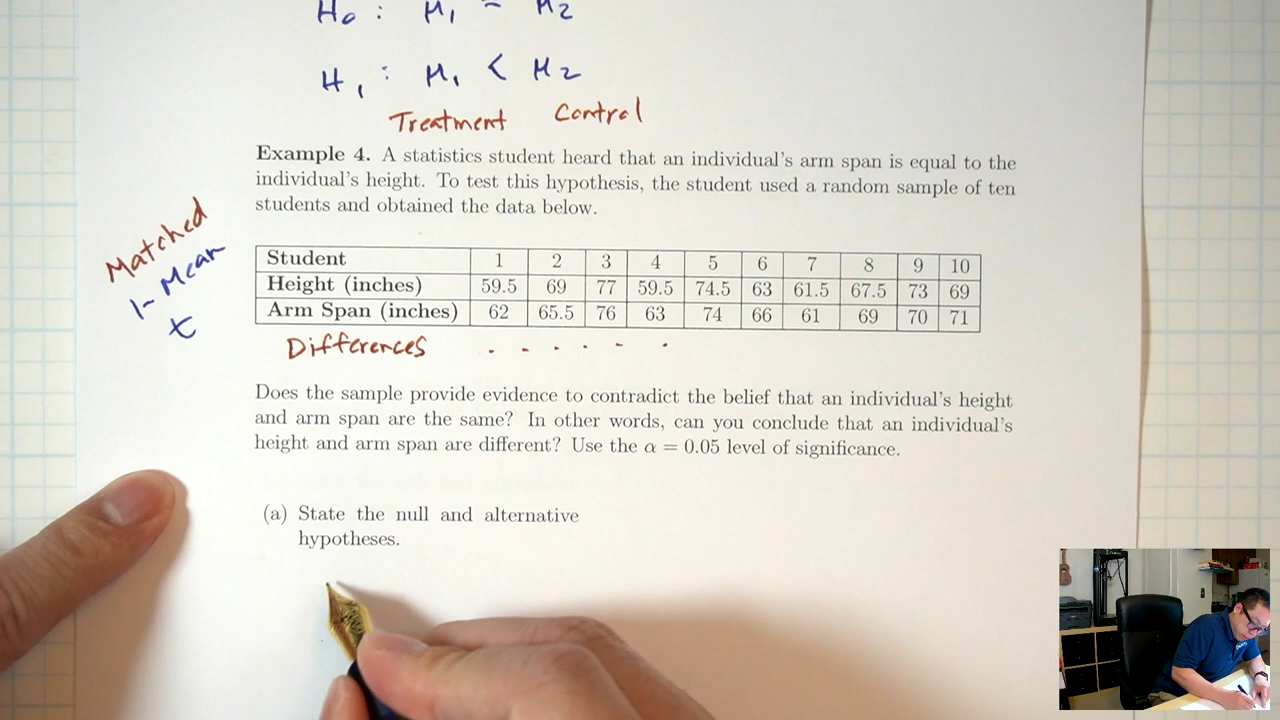 H₀ : μ₁ = μ₂
H₁ : μ₁ < μ₂
Treatment Control
Example 4. A statistics student heard that an individual's arm span is equal to the
individual's height. To test this hypothesis, the student used a random sample of ten
students and obtained the data below.
Matched
1-Mean
t
Student 1 2 3 4 5 6 7 8 9 10
Height (inches) 59.5 69 77 59.5 74.5 63 61.5 67.5 73 69
Arm Span (inches) 62 65.5 76 63 74 66 61 69 70 71
Differences . . . . . .
Does the sample provide evidence to contradict the belief that an individual's height
and arm span are the same? In other words, can you conclude that an individual's
height and arm span are different? Use the α = 0.05 level of significance.
(a) State the null and alternative
hypotheses.